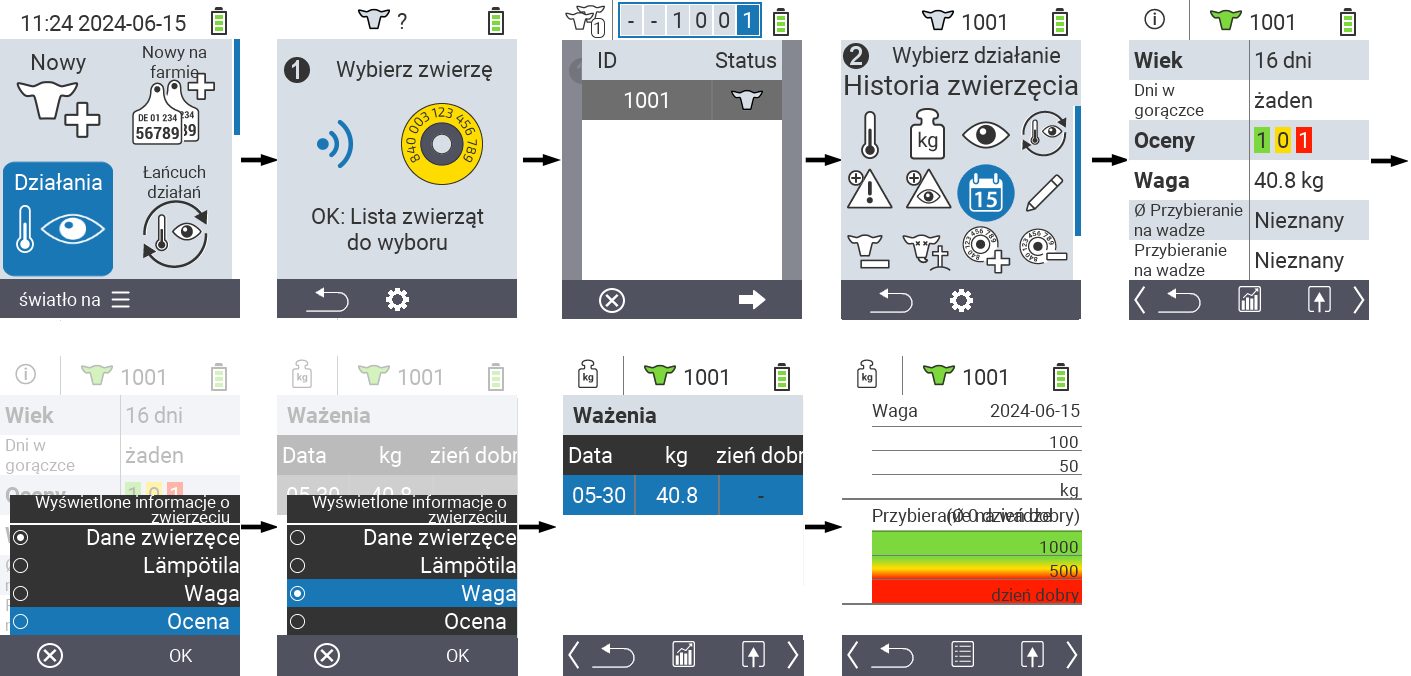 11:24 2024-06-15
Nowy
Nowy na
farmie
DE 01 234
56789
234
39
Działania
Łańcuch
działań
światło na
?
1 Wybierz zwierzę
840 003 123 456 789
OK: Lista zwierząt
do wyboru
1
- - 1 0 0 1
ID Status
1001
1001
2 Wybierz działanie
Historia zwierzęcia
kg
15
1001
Wiek 16 dni
Dni w
gorączce żaden
Oceny 1 0 1
Waga 40.8 kg
Ø Przybieranie
na wadze Nieznany
Przybieranie
na wadze Nieznany
1001
Wiek 16 dni
Dni w
gorączce żaden
Oceny 1 0 1
Wyświetlone informacje o
zwierzęciu
Dane zwierzęce
Lämpötila
Waga
Ocena
OK
kg 1001
Ważenia
Data kg zień dobr
05-30 40.8
Wyświetlone informacje o
zwierzęciu
Dane zwierzęce
Lämpötila
Waga
Ocena
OK
kg 1001
Ważenia
Data kg zień dobr
05-30 40.8 -
kg 1001
Waga 2024-06-15
100
50
kg
Przybieranie na wadze (Ø 0 dzień dobry)
1000
500
dzień dobry